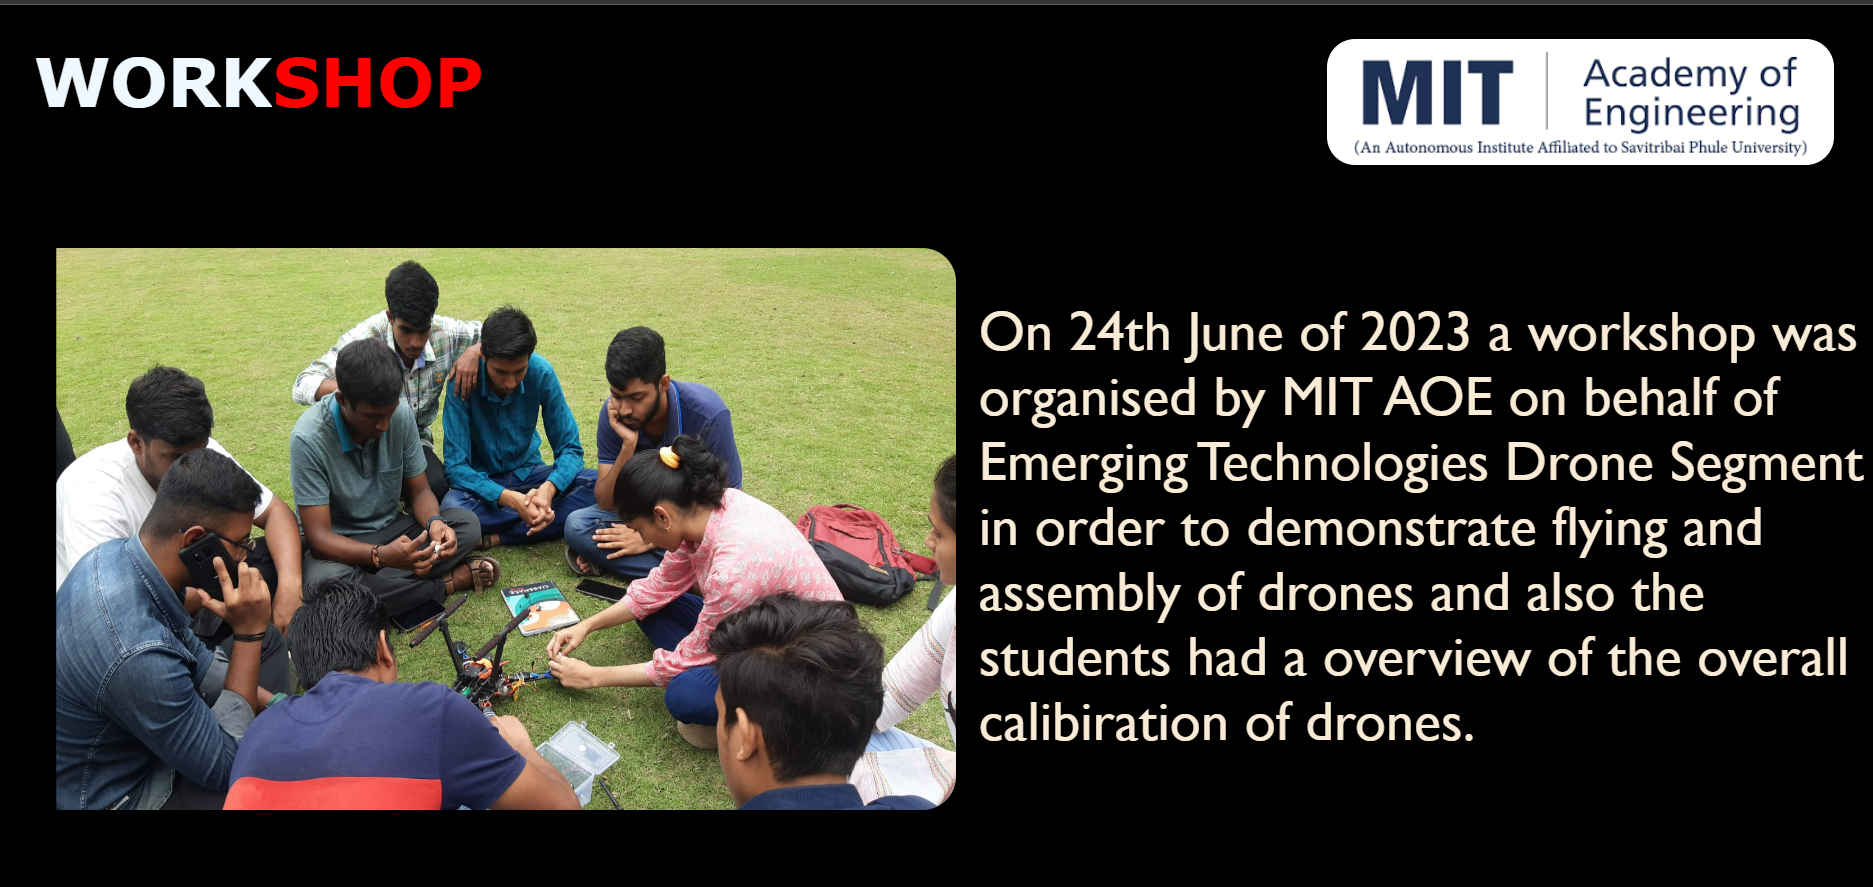 WORKSHOP
MIT
Academy of
Engineering
(An Autonomous Institute Affiliated to Savitribai Phule University)
On 24th June of 2023 a workshop was
organised by MIT AOE on behalf of
Emerging Technologies Drone Segment
in order to demonstrate flying and
assembly of drones and also the
students had a overview of the overall
calibiration of drones.